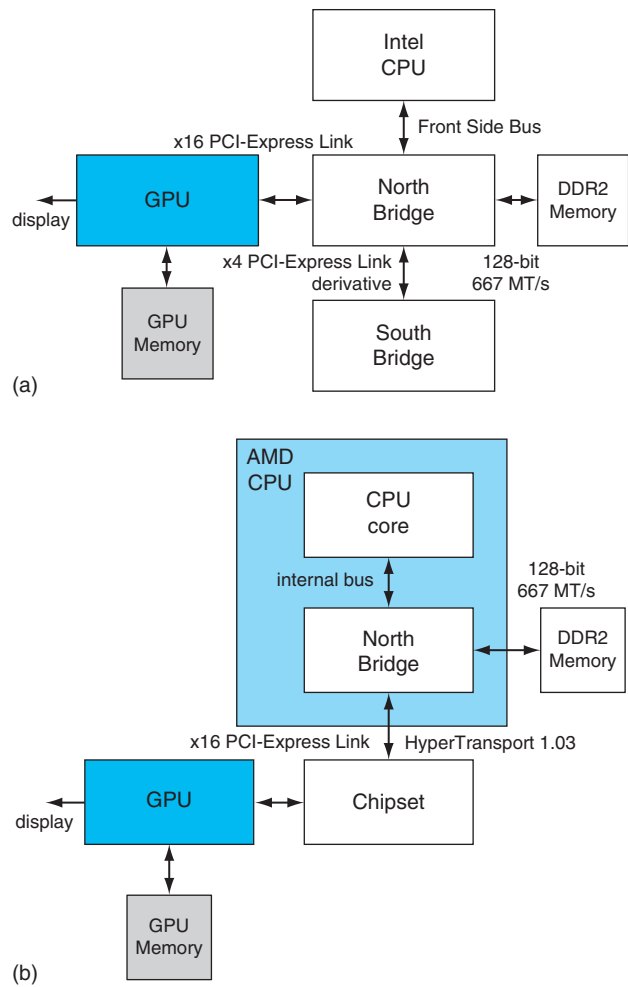 Intel
CPU
Front Side Bus
x16 PCI-Express Link
GPU
North
Bridge
DDR2
Memory
display
x4 PCI-Express Link
derivative
128-bit
667 MT/s
GPU
Memory
South
Bridge
(a)
AMD
CPU
CPU
core
internal bus
128-bit
667 MT/s
North
Bridge
DDR2
Memory
x16 PCI-Express Link
HyperTransport 1.03
GPU
Chipset
display
GPU
Memory
(b)